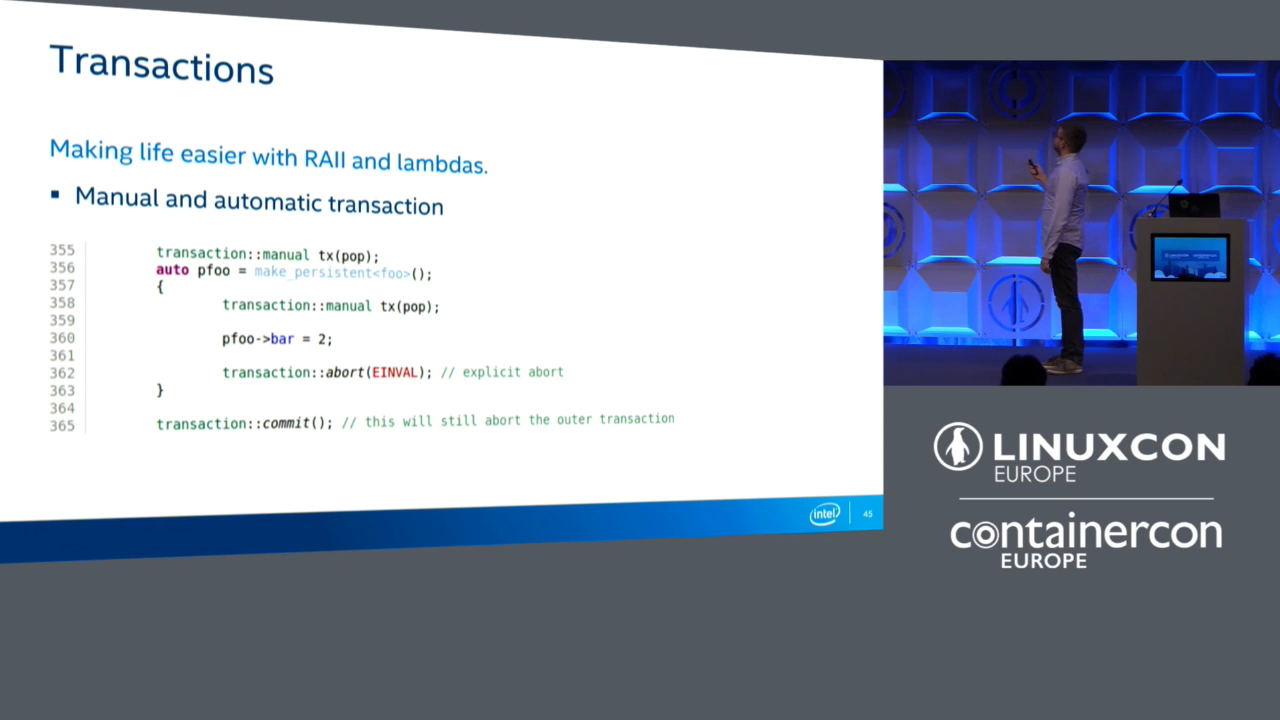 Transactions
Making life easier with RAII and lambdas.
▪ Manual and automatic transaction
355 transaction::manual tx(pop);
356 auto pfoo = make_persistent<foo>();
357 {
358 transaction::manual tx(pop);
359
360 pfoo->bar = 2;
361
362 transaction::abort(EINVAL); // explicit abort
363 }
364
365 transaction::commit(); // this will still abort the outer transaction
intel
45
LINUXCON
EUROPE
containercon
EUROPE